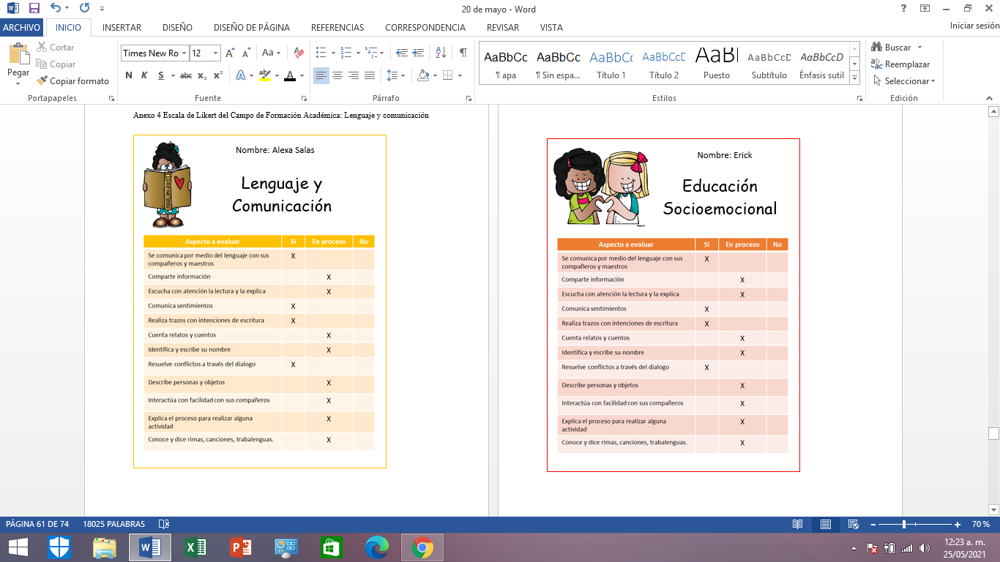 20 de mayo - Word
ARCHIVO INICIO INSERTAR DISEÑO DISEÑO DE PÁGINA REFERENCIAS CORRESPONDENCIA REVISAR VISTA Iniciar sesión
Pegar
Cortar
Copiar
Copiar formato
Portapapeles
Times New Ro 12
Aa
N K S abc x₂ x²
Fuente
Párrafo
AaBbCc AaBbCc AaBbCc AaBbCcD AaBl AaBbCcD AaBbCcD
¶ apa ¶ Sin espa... Título 1 Título 2 Puesto Subtítulo Énfasis sutil
Estilos
Buscar
Reemplazar
Seleccionar
Edición
Anexo 4 Escala de Likert del Campo de Formación Académica: Lenguaje y comunicación
Nombre: Alexa Salas
Lenguaje y
Comunicación
Aspecto a evaluar Si En proceso No
Se comunica por medio del lenguaje con sus X
compañeros y maestros
Comparte información X
Escucha con atención la lectura y la explica X
Comunica sentimientos X
Realiza trazos con intenciones de escritura X
Cuenta relatos y cuentos X
Identifica y escribe su nombre X
Resuelve conflictos a través del dialogo X
Describe personas y objetos X
Interactúa con facilidad con sus compañeros X
Explica el proceso para realizar alguna X
actividad
Conoce y dice rimas, canciones, trabalenguas. X
Nombre: Erick
Educación
Socioemocional
Aspecto a evaluar Si En proceso No
Se comunica por medio del lenguaje con sus X
compañeros y maestros
Comparte información X
Escucha con atención la lectura y la explica X
Comunica sentimientos X
Realiza trazos con intenciones de escritura X
Cuenta relatos y cuentos X
Identifica y escribe su nombre X
Resuelve conflictos a través del dialogo X
Describe personas y objetos X
Interactúa con facilidad con sus compañeros X
Explica el proceso para realizar alguna X
actividad
Conoce y dice rimas, canciones, trabalenguas. X
PÁGINA 61 DE 74 18025 PALABRAS 70 %
12:23 a. m.
25/05/2021